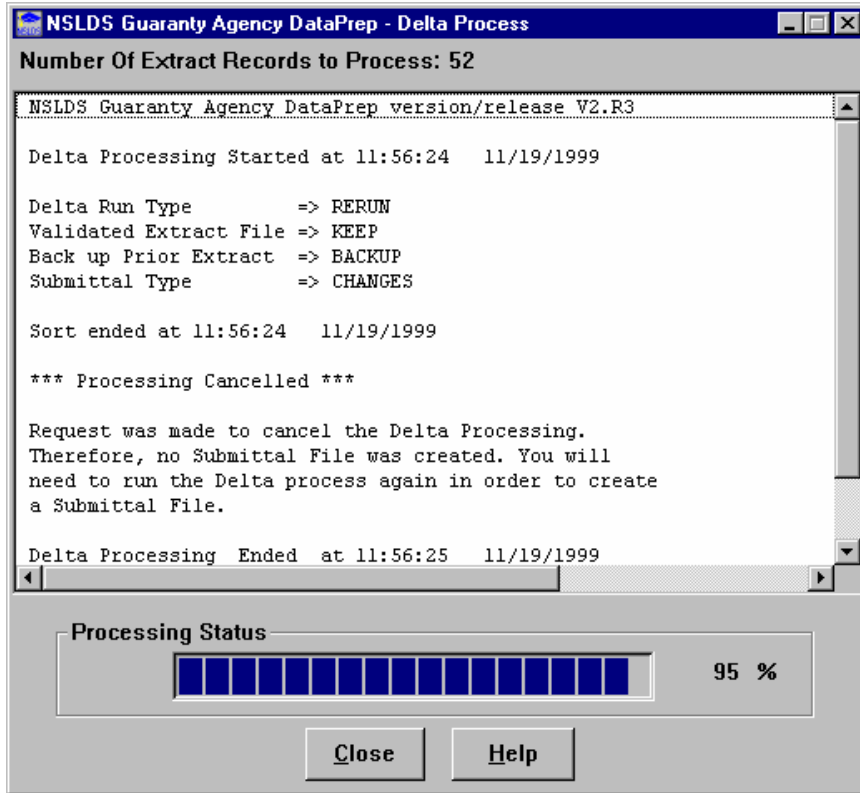 NSLDS Guaranty Agency DataPrep - Delta Process
Number Of Extract Records to Process: 52
NSLDS Guaranty Agency DataPrep version/release V2.R3
Delta Processing Started at 11:56:24   11/19/1999
Delta Run Type           => RERUN
Validated Extract File => KEEP
Back up Prior Extract  => BACKUP
Submittal Type           => CHANGES
Sort ended at 11:56:24   11/19/1999
*** Processing Cancelled ***
Request was made to cancel the Delta Processing.
Therefore, no Submittal File was created. You will
need to run the Delta process again in order to create
a Submittal File.
Delta Processing  Ended  at 11:56:25   11/19/1999
Processing Status
95 %
Close Help